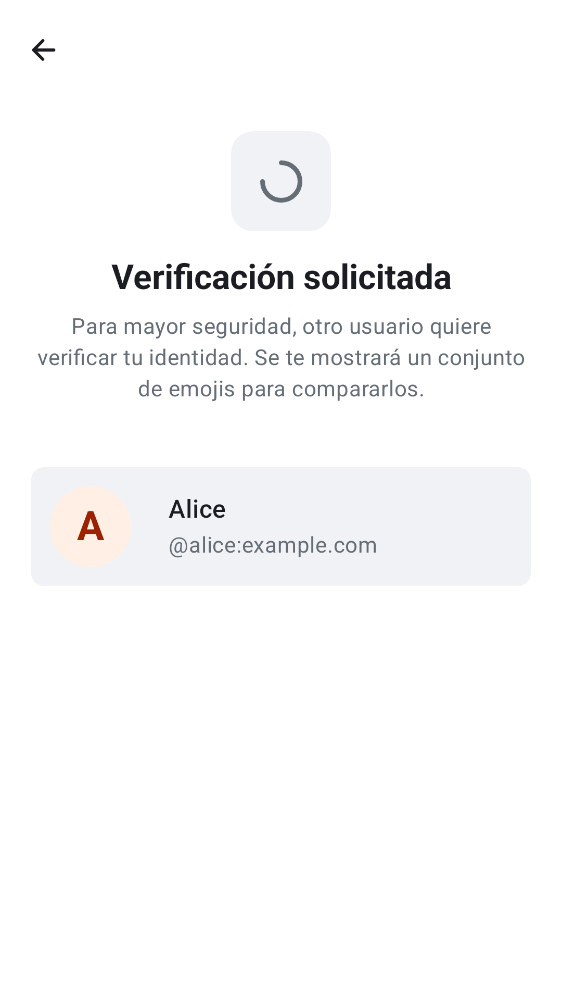 Verificación solicitada
Para mayor seguridad, otro usuario quiere
verificar tu identidad. Se te mostrará un conjunto
de emojis para compararlos.
A
Alice
@alice:example.com